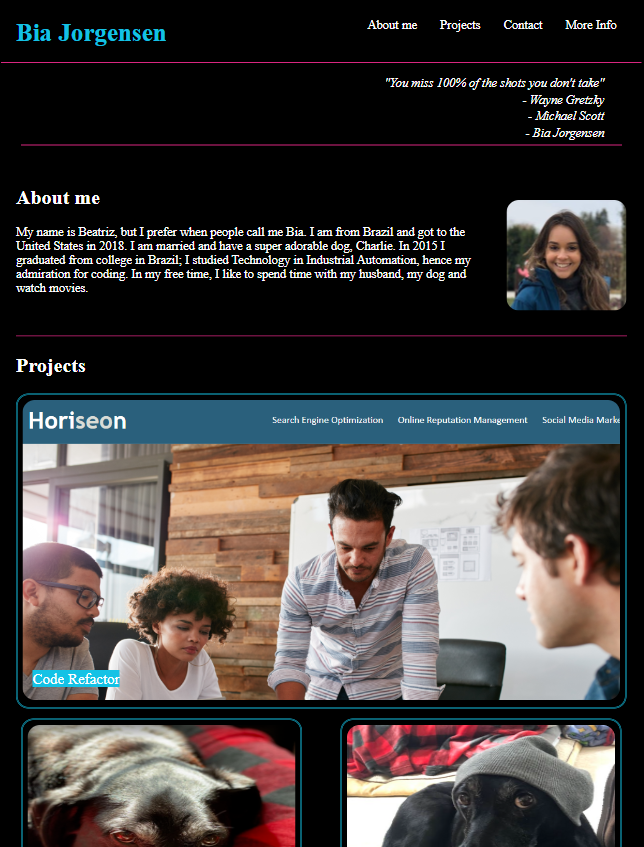 Bia Jorgensen
About me Projects Contact More Info
"You miss 100% of the shots you don't take"
- Wayne Gretzky
- Michael Scott
- Bia Jorgensen
About me
My name is Beatriz, but I prefer when people call me Bia. I am from Brazil and got to the
United States in 2018. I am married and have a super adorable dog, Charlie. In 2015 I
graduated from college in Brazil; I studied Technology in Industrial Automation, hence my
admiration for coding. In my free time, I like to spend time with my husband, my dog and
watch movies.
Projects
Horiseon Search Engine Optimization Online Reputation Management Social Media Marke
Code Refactor